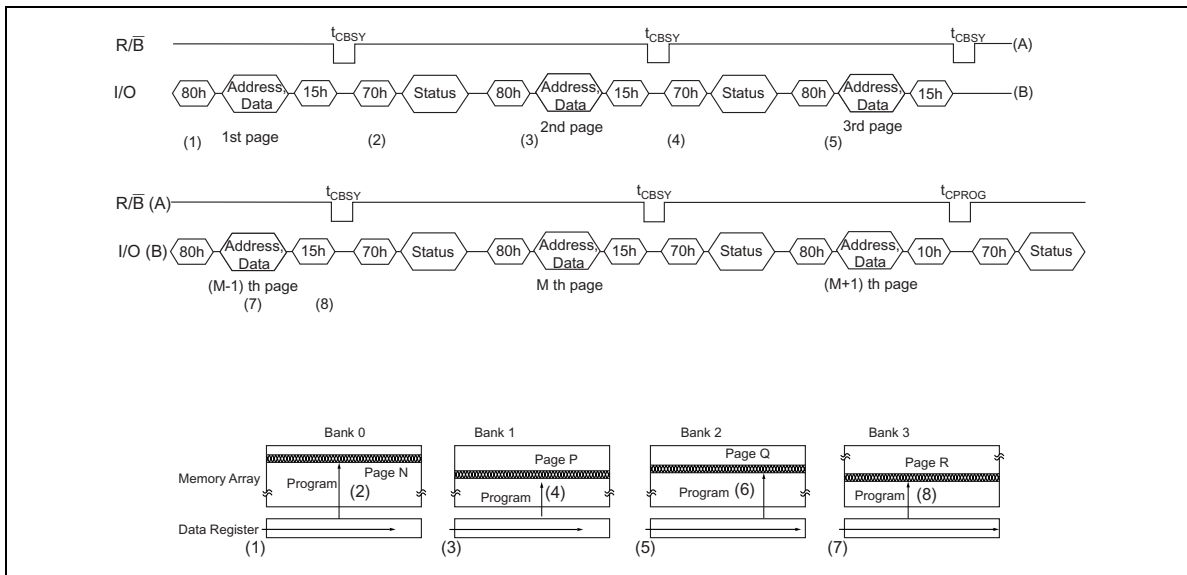 tCBSY tCBSY tCBSY
R/B (A)
I/O 80h Address, Data 15h 70h Status 80h Address, Data 15h 70h Status 80h Address, Data 15h (B)
1st page 2nd page 3rd page
(1) (2) (3) (4) (5)
tCBSY tCBSY tCPROG
R/B (A)
I/O (B) 80h Address, Data 15h 70h Status 80h Address, Data 15h 70h Status 80h Address, Data 10h 70h Status
(M-1) th page M th page (M+1) th page
(7) (8)
Bank 0 Bank 1 Bank 2 Bank 3
Page N Page P Page Q Page R
Memory Array
Program (2) Program (4) Program (6) Program (8)
Data Register
(1) (3) (5) (7)